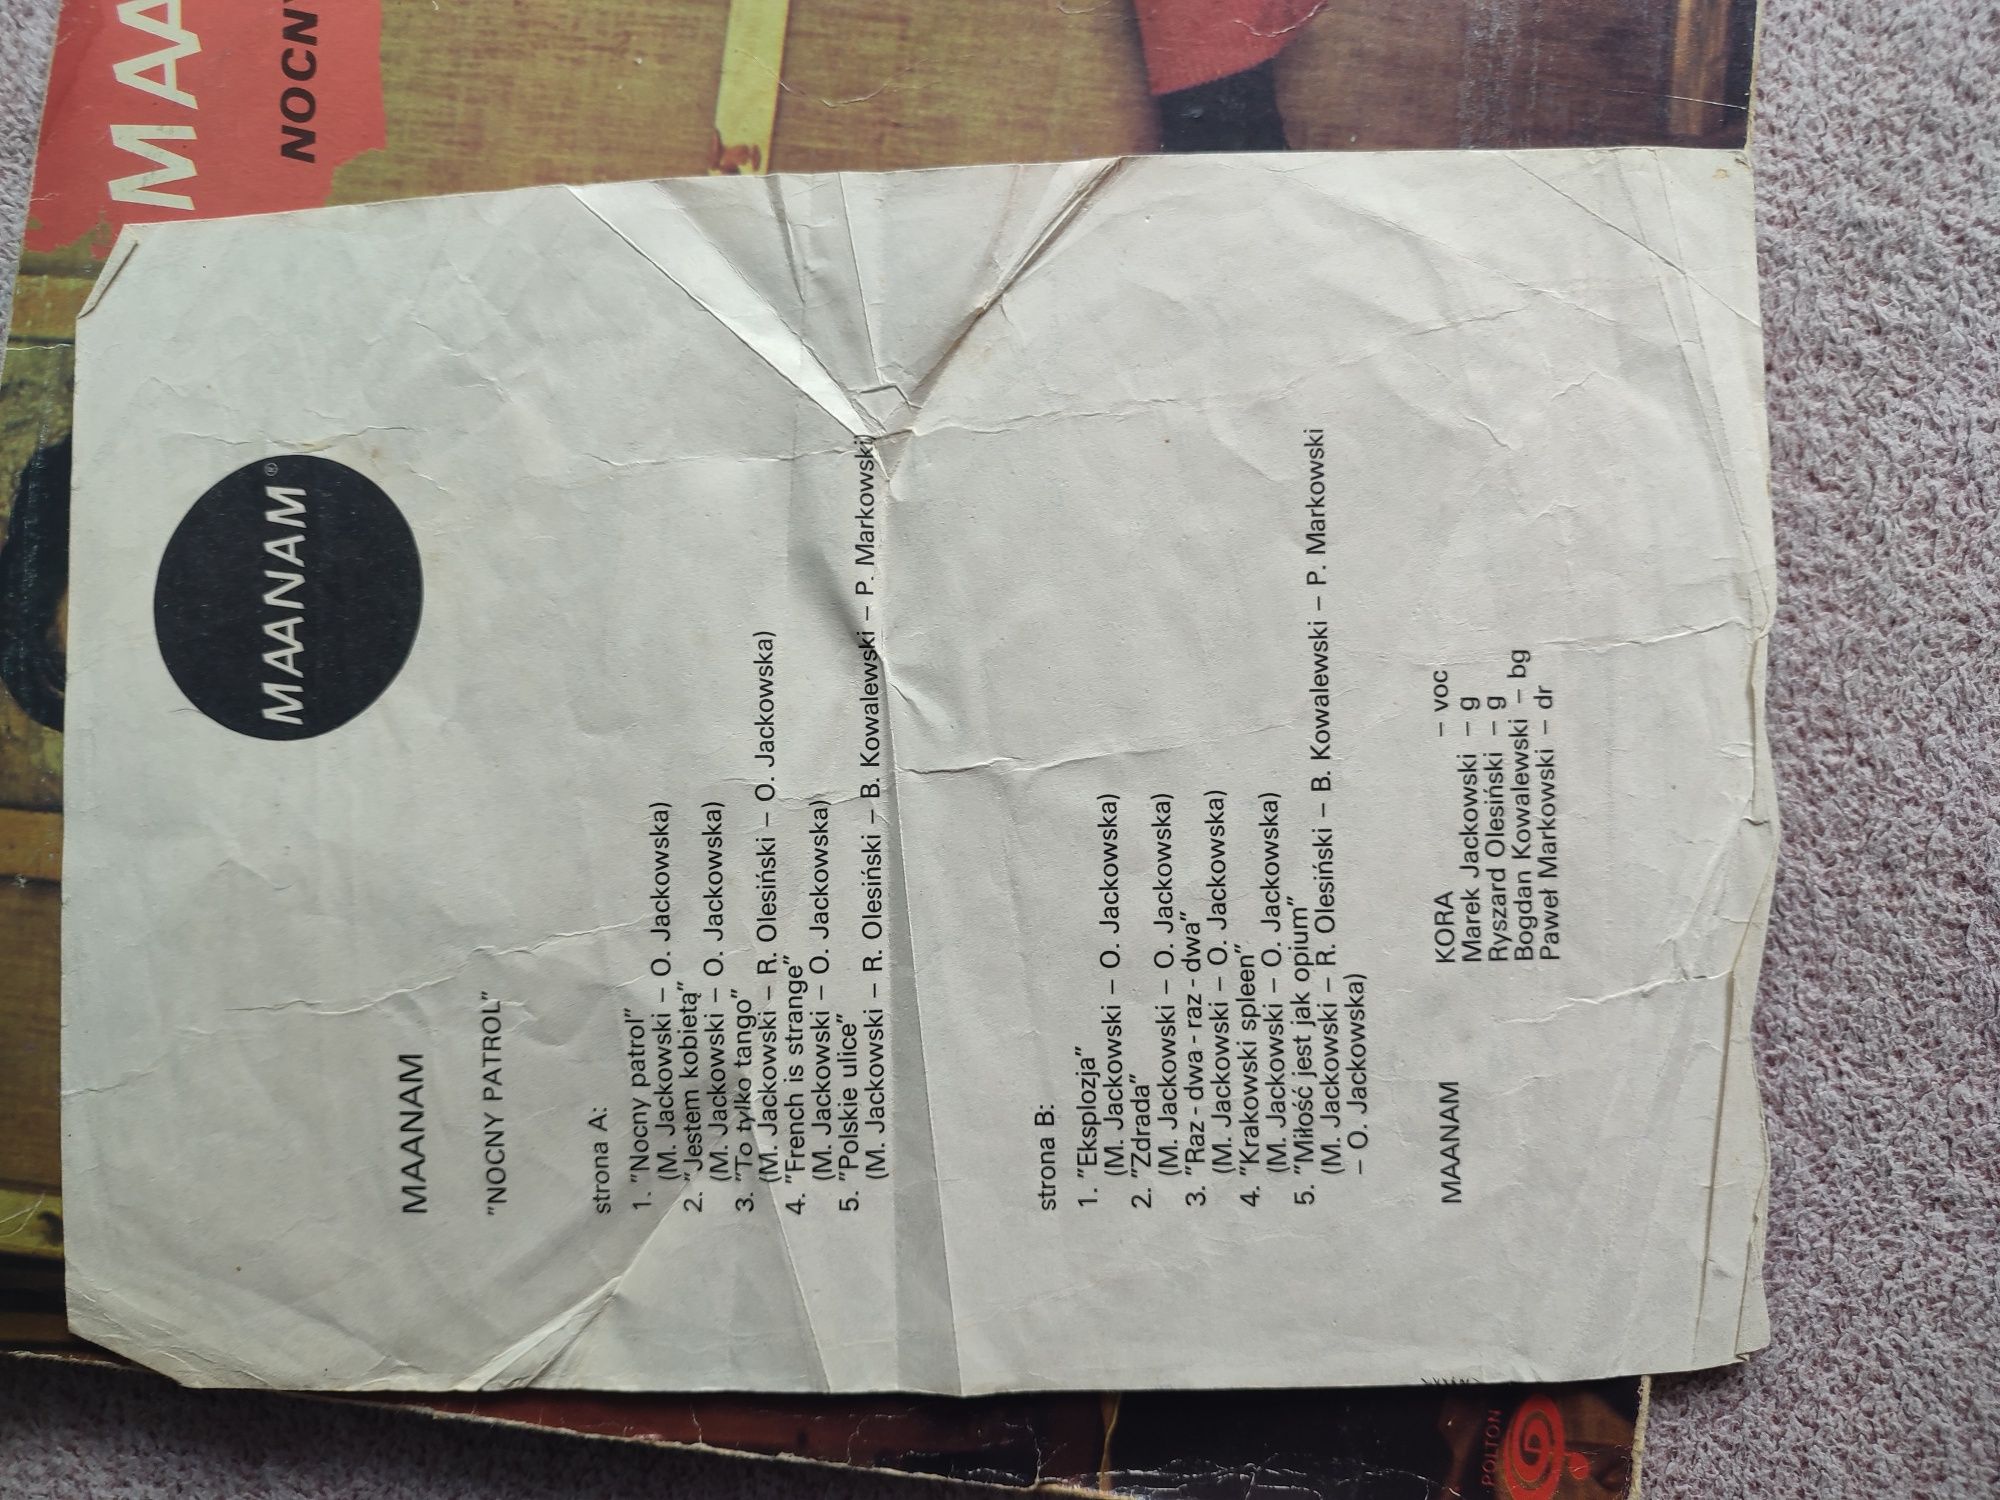 MAA
NOCNY
MAANAM®
MAANAM
"NOCNY PATROL"
strona A:
1. "Nocny patrol"
(M. Jackowski – O. Jackowska)
2. "Jestem kobietą"
(M. Jackowski – O. Jackowska)
3. "To tylko tango"
(M. Jackowski – R. Olesiński – O. Jackowska)
4. "French is strange"
(M. Jackowski – O. Jackowska)
5. "Polskie ulice"
(M. Jackowski – R. Olesiński – B. Kowalewski – P. Markowski)
strona B:
1. "Eksplozja"
(M. Jackowski – O. Jackowska)
2. "Zdrada"
(M. Jackowski – O. Jackowska)
3. "Raz - dwa - raz - dwa"
(M. Jackowski – O. Jackowska)
4. "Krakowski spleen"
(M. Jackowski – O. Jackowska)
5. "Miłość jest jak opium"
(M. Jackowski – R. Olesiński – B. Kowalewski – P. Markowski
– O. Jackowska)
MAANAM KORA – voc
Marek Jackowski – g
Ryszard Olesiński – g
Bogdan Kowalewski – bg
Paweł Markowski – dr
POLTON